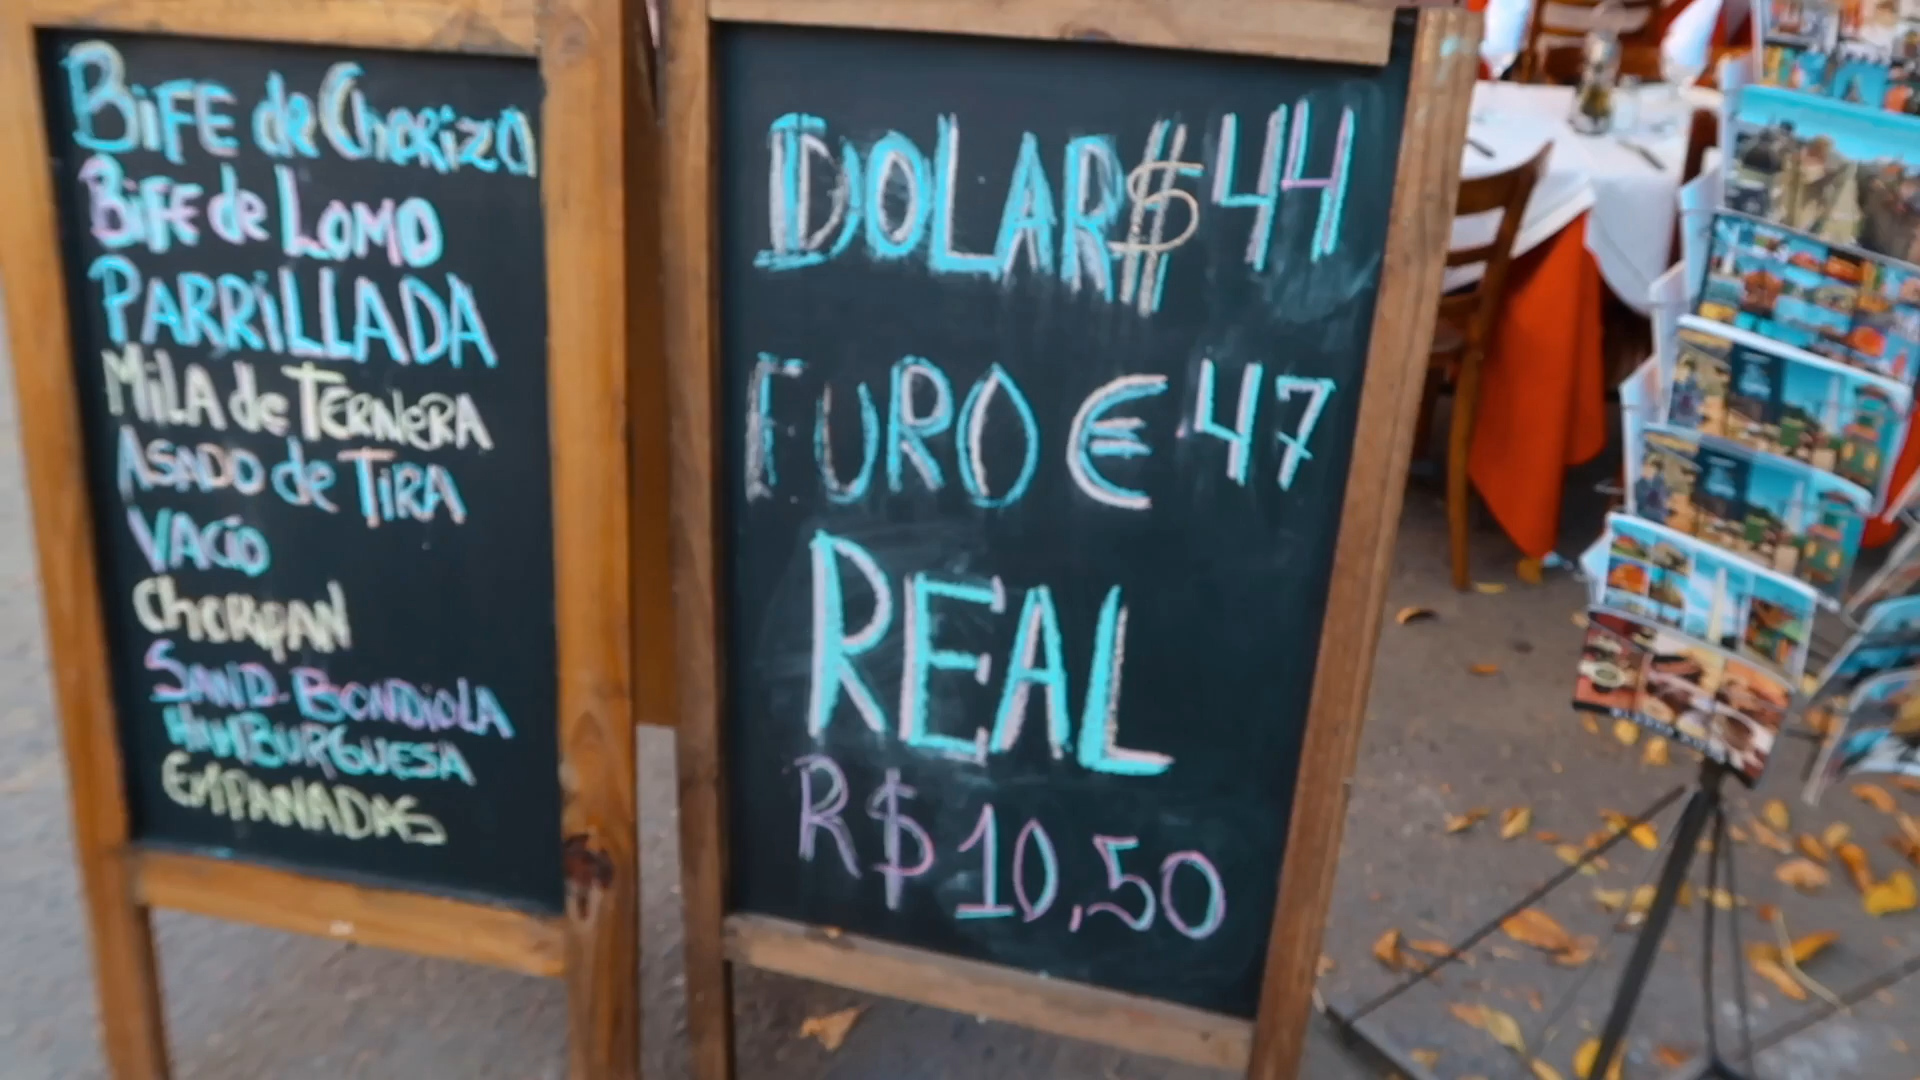 BiFE de Chorizo
BiFE de LOMO
PARRiLLADA
MiLA de TERNeRA
ASADO de TiRA
VACío
CHORiPAN
SAND-BONDiOLA
HAMBURGUESA
EMPANADAS
DOLAR $ 44
EURO € 47
REAL
R$ 10,50